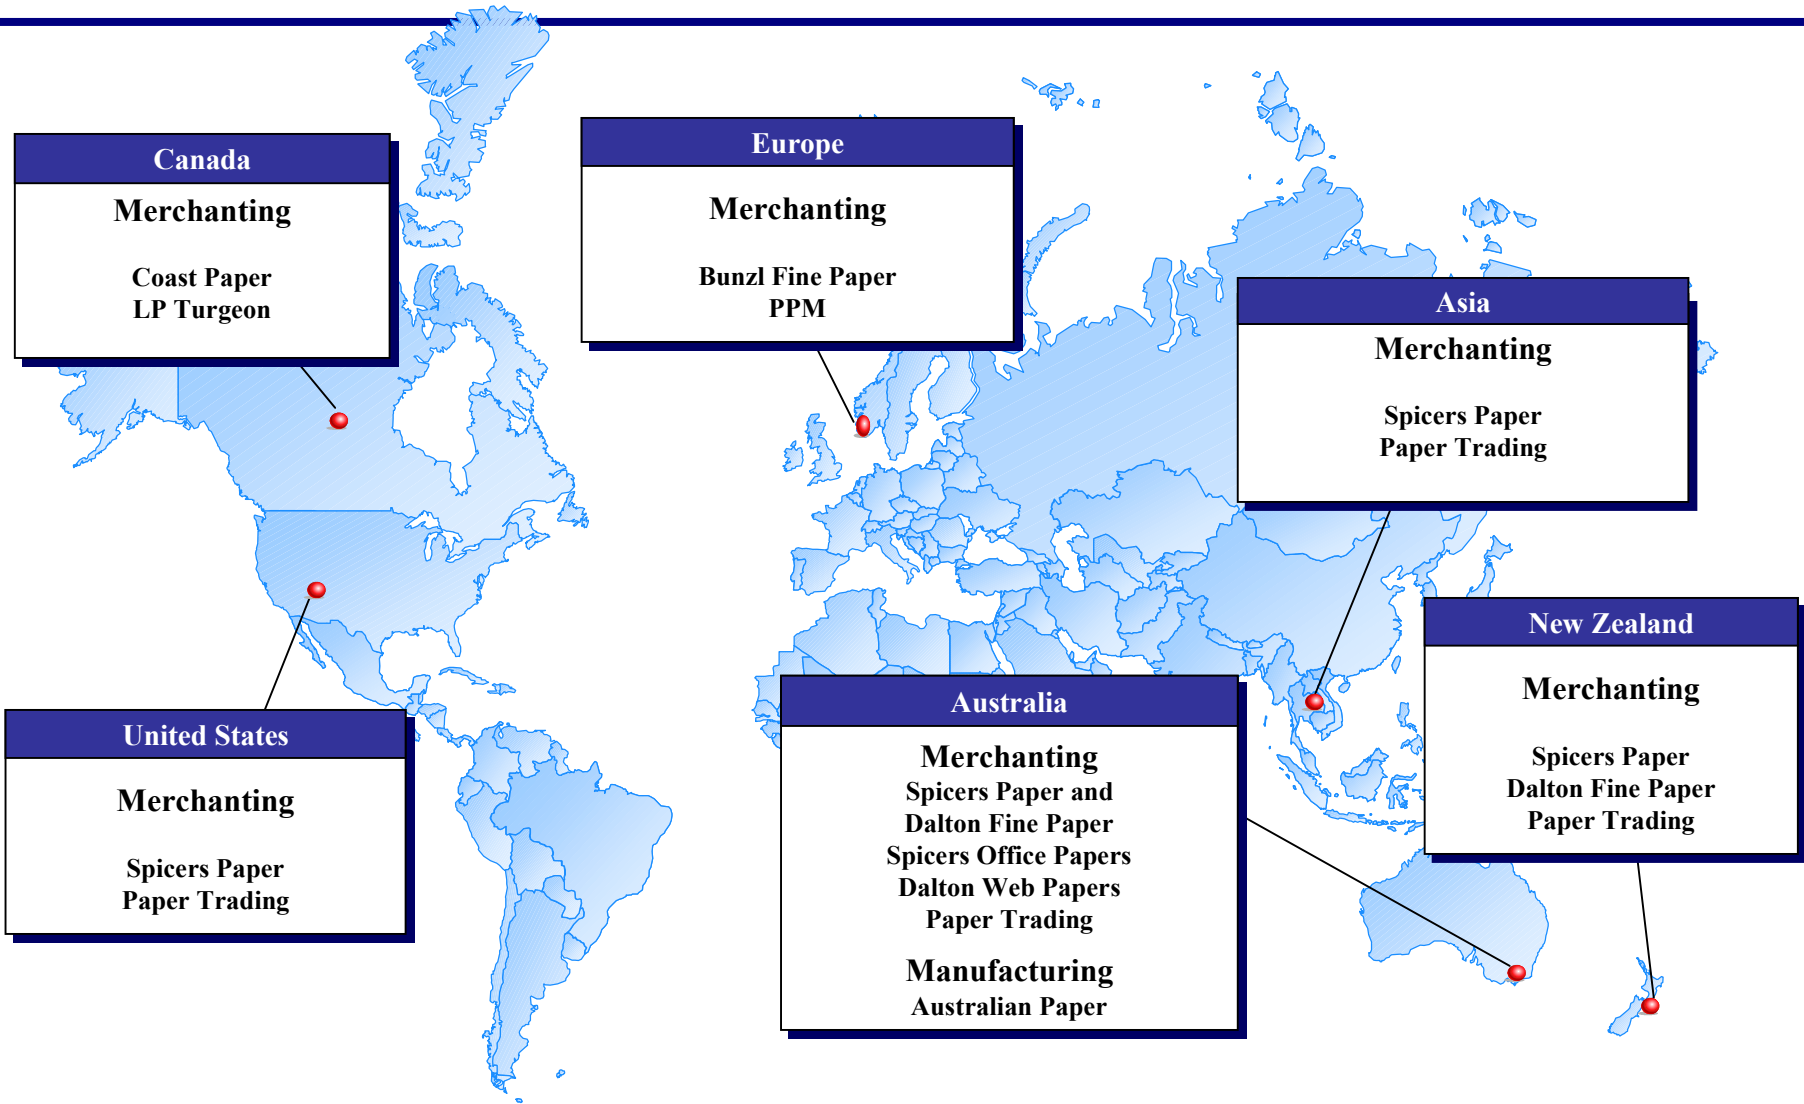 Canada
Merchanting
Coast Paper
LP Turgeon
Europe
Merchanting
Bunzl Fine Paper
PPM
Asia
Merchanting
Spicers Paper
Paper Trading
New Zealand
Merchanting
Spicers Paper
Dalton Fine Paper
Paper Trading
United States
Merchanting
Spicers Paper
Paper Trading
Australia
Merchanting
Spicers Paper and
Dalton Fine Paper
Spicers Office Papers
Dalton Web Papers
Paper Trading
Manufacturing
Australian Paper